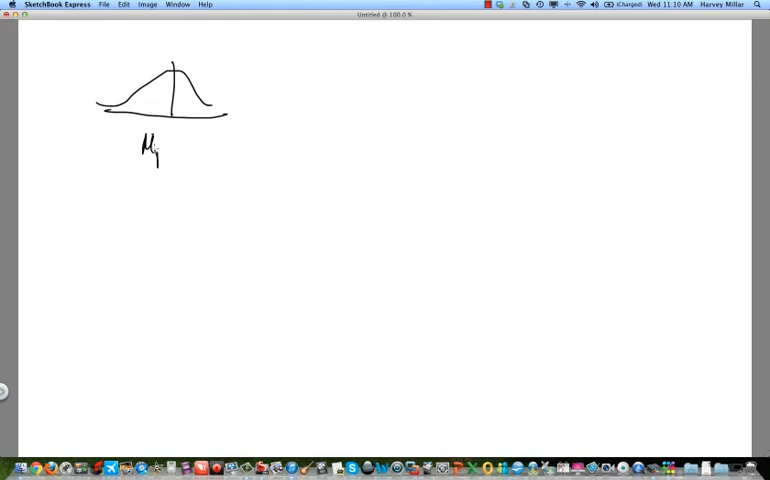 SketchBook Express File Edit Image Window Help (Charged) Wed 11:10 AM Harvey Millar
Untitled @ 100.0 %